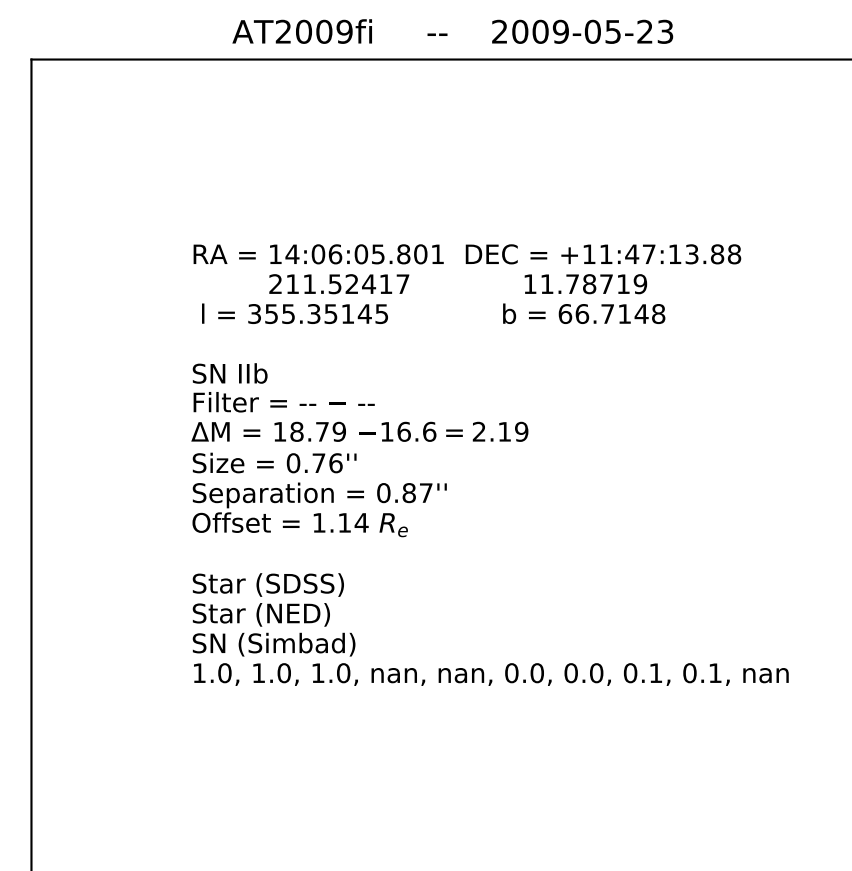 AT2009fi -- 2009-05-23
RA = 14:06:05.801 DEC = +11:47:13.88
211.52417 11.78719
l = 355.35145 b = 66.7148
SN IIb
Filter = -- − --
ΔM = 18.79 −16.6 = 2.19
Size = 0.76''
Separation = 0.87''
Offset = 1.14 Rₑ
Star (SDSS)
Star (NED)
SN (Simbad)
1.0, 1.0, 1.0, nan, nan, 0.0, 0.0, 0.1, 0.1, nan